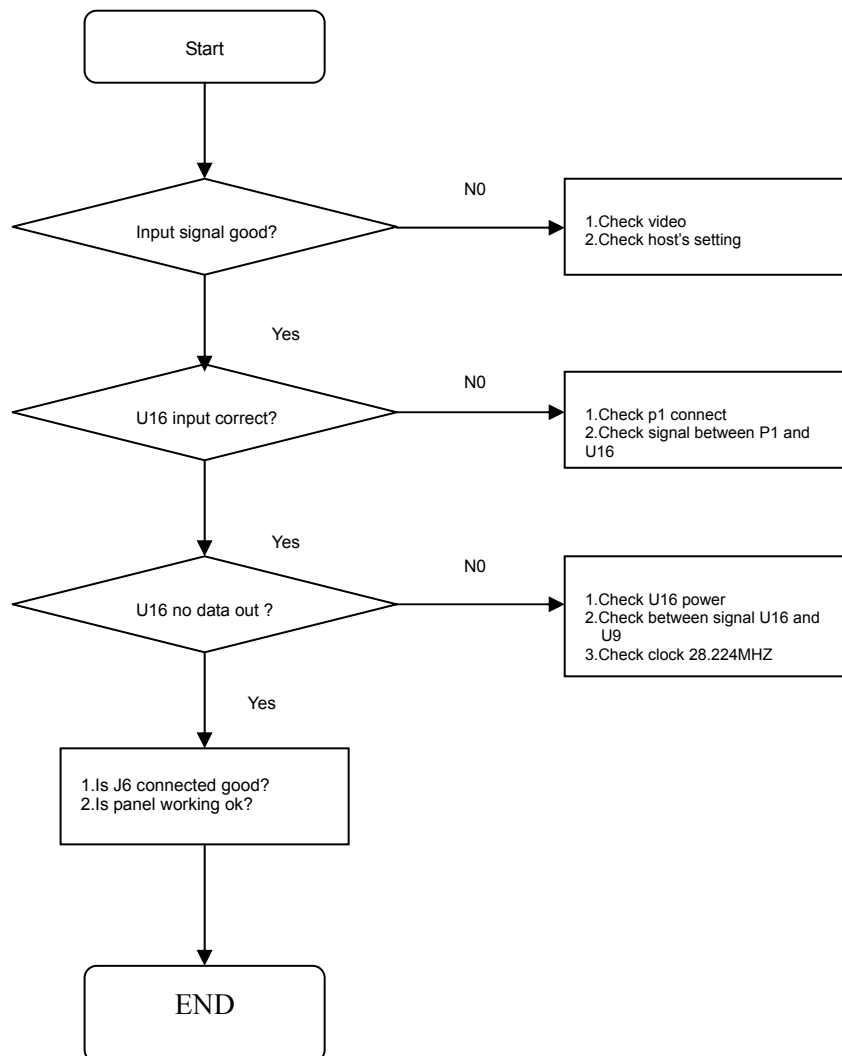 Start
N0
Input signal good?
1.Check video
2.Check host's setting
Yes
N0
U16 input correct?
1.Check p1 connect
2.Check signal between P1 and
U16
Yes
N0
U16 no data out ?
1.Check U16 power
2.Check between signal U16 and
U9
3.Check clock 28.224MHZ
Yes
1.Is J6 connected good?
2.Is panel working ok?
END